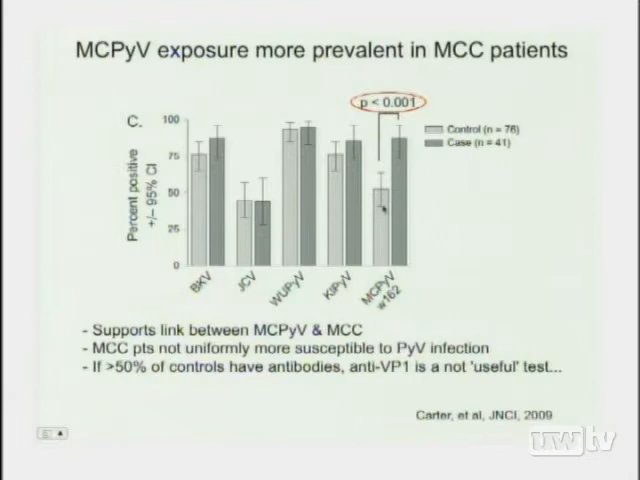 MCPyV exposure more prevalent in MCC patients
p < 0.001
C.
100
75
50
25
0
Percent positive
+/− 95% CI
Control (n = 76)
Case (n = 41)
BKV
JCV
WUPyV
KIPyV
MCPyV
w162
- Supports link between MCPyV & MCC
- MCC pts not uniformly more susceptible to PyV infection
- If >50% of controls have antibodies, anti-VP1 is a not 'useful' test...
Carter, et al, JNCI, 2009
uwtv